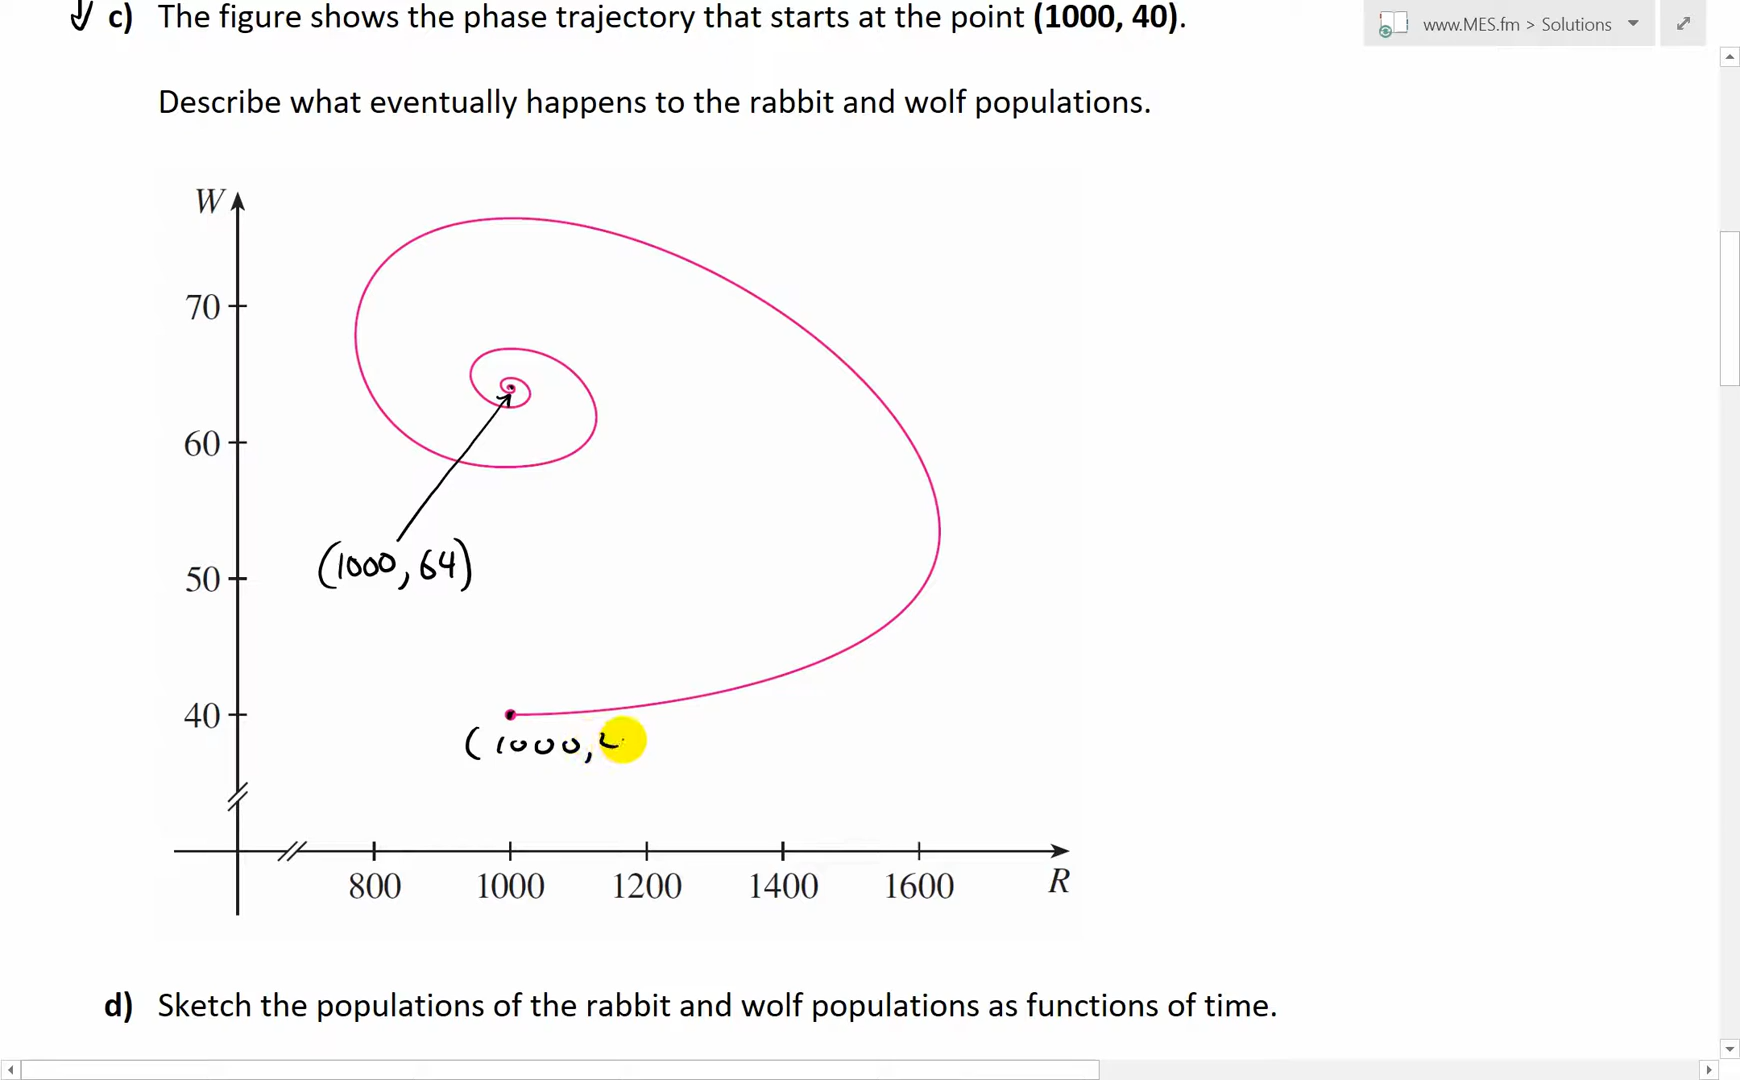 c) The figure shows the phase trajectory that starts at the point (1000, 40).
www.MES.fm > Solutions
Describe what eventually happens to the rabbit and wolf populations.
W
70
60
(1000, 64)
50
40
(1000,
800 1000 1200 1400 1600 R
d) Sketch the populations of the rabbit and wolf populations as functions of time.